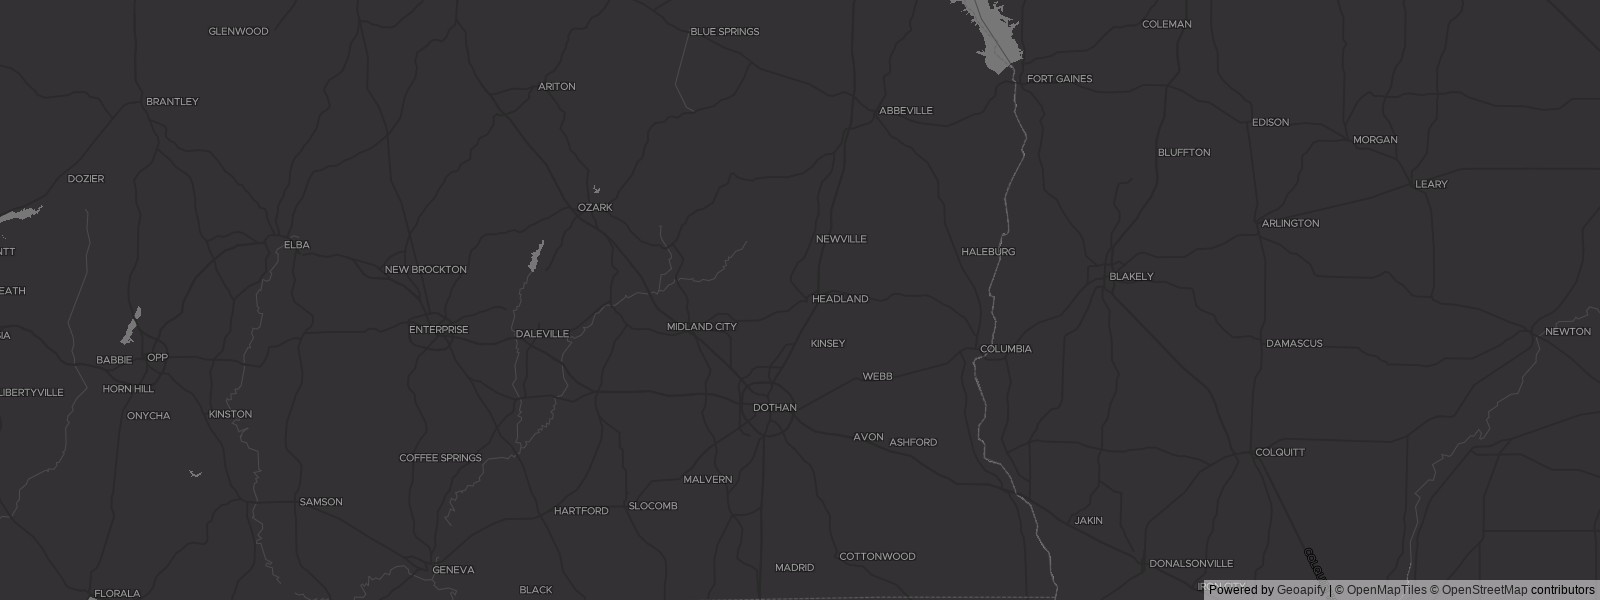 COLEMAN
GLENWOOD
BLUE SPRINGS
FORT GAINES
ARITON
BRANTLEY
ABBEVILLE
EDISON
MORGAN
BLUFFTON
DOZIER
LEARY
OZARK
ARLINGTON
NEWVILLE
ELBA
HALEBURG
NTT
NEW BROCKTON
BLAKELY
EATH
HEADLAND
MIDLAND CITY
ENTERPRISE
NEWTON
DALEVILLE
IA
KINSEY
DAMASCUS
COLUMBIA
OPP
BABBIE
WEBB
HORN HILL
LIBERTYVILLE
DOTHAN
KINSTON
ONYCHA
AVON
ASHFORD
COLQUITT
COFFEE SPRINGS
MALVERN
SAMSON
SLOCOMB
HARTFORD
JAKIN
COTTONWOOD
DONALSONVILLE
MADRID
GENEVA
BLACK
FLORALA
Powered by Geoapify | © OpenMapTiles © OpenStreetMap contributors